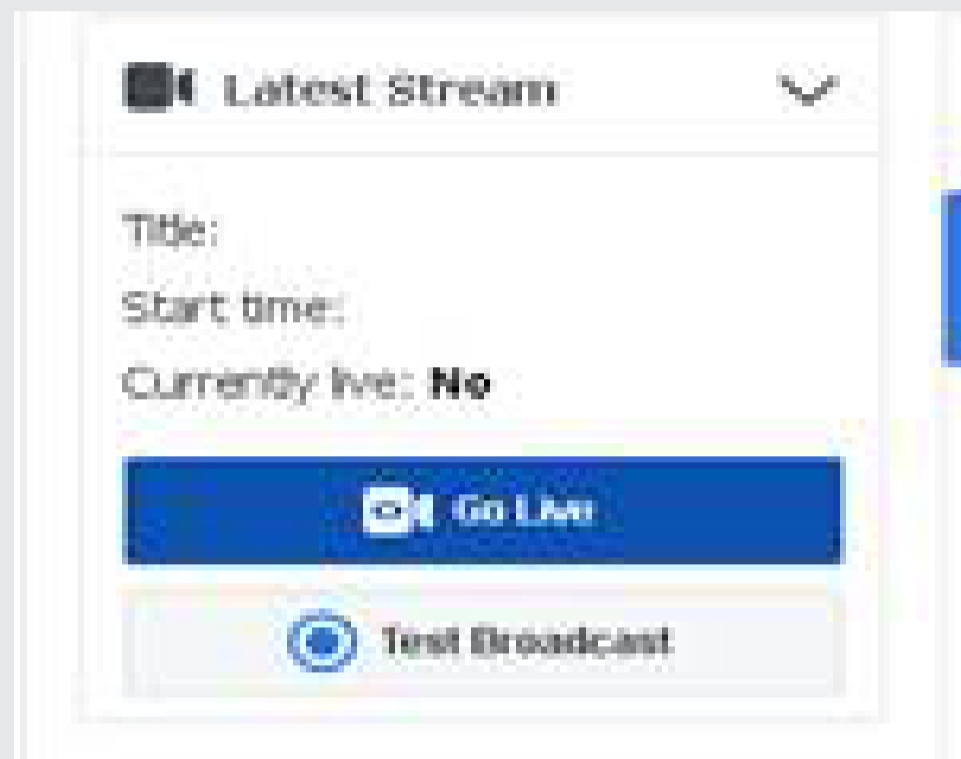 Latest Stream
Title:
Start time:
Currently live: No
Go Live
Test Broadcast